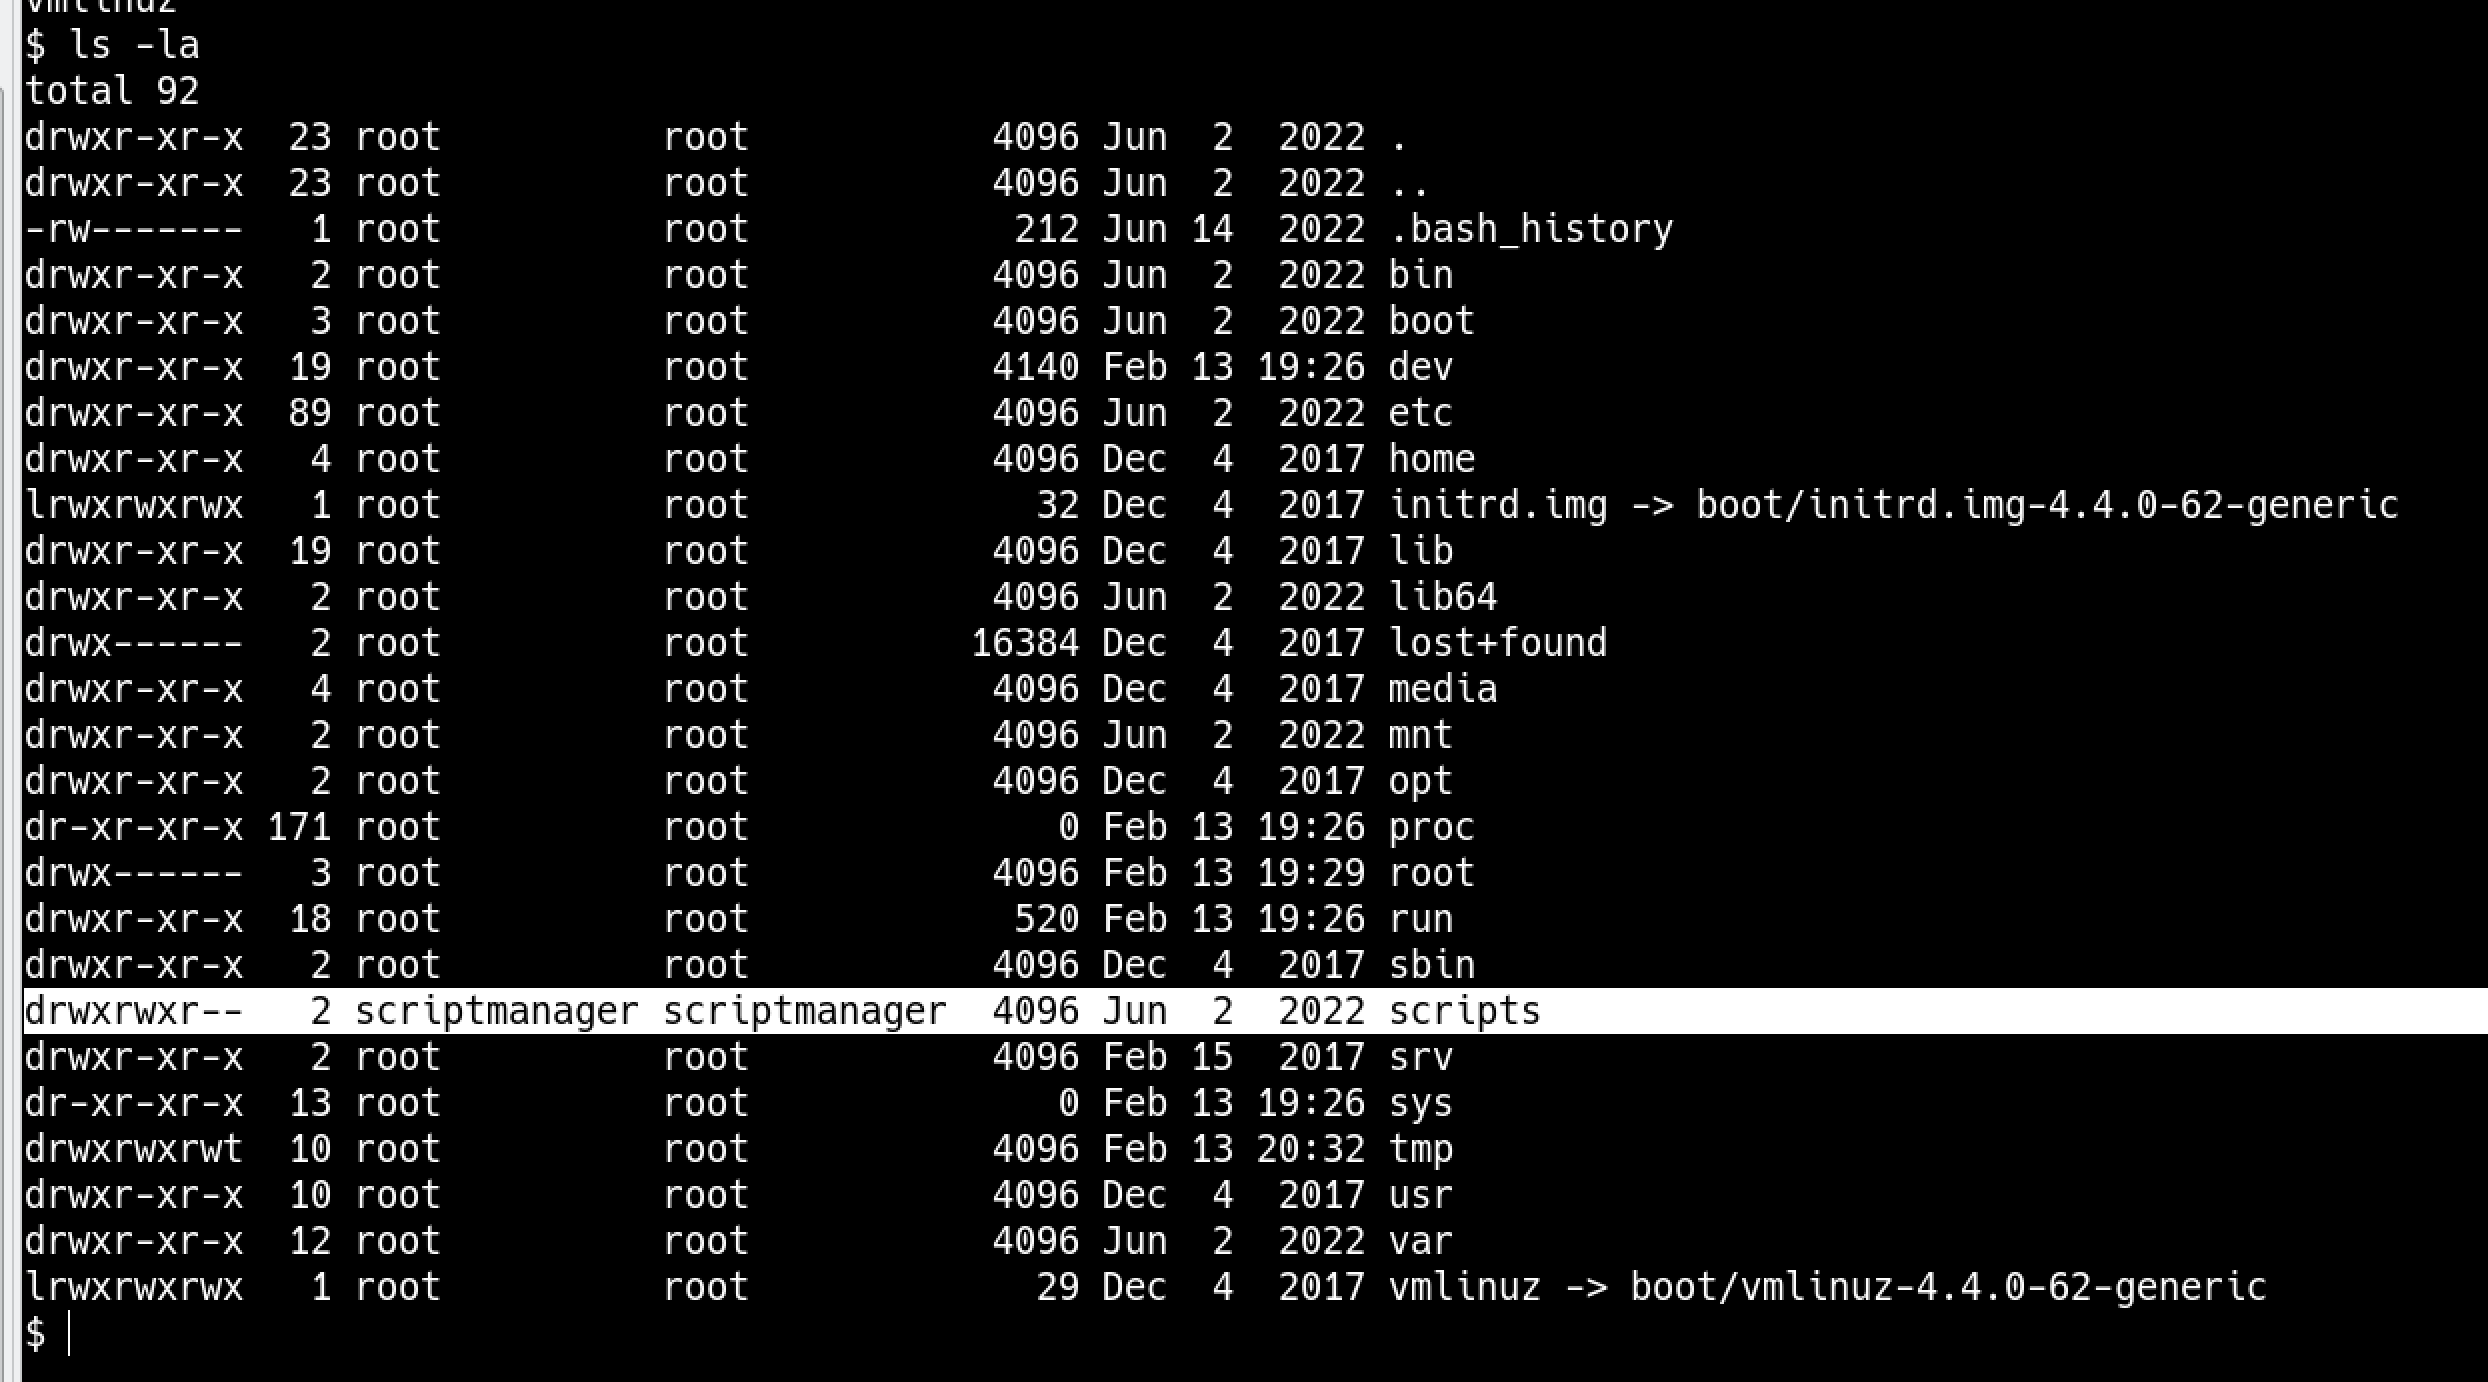 vmlinuz
$ ls -la
total 92
drwxr-xr-x  23 root          root           4096 Jun  2  2022 .
drwxr-xr-x  23 root          root           4096 Jun  2  2022 ..
-rw-------   1 root          root            212 Jun 14  2022 .bash_history
drwxr-xr-x   2 root          root           4096 Jun  2  2022 bin
drwxr-xr-x   3 root          root           4096 Jun  2  2022 boot
drwxr-xr-x  19 root          root           4140 Feb 13 19:26 dev
drwxr-xr-x  89 root          root           4096 Jun  2  2022 etc
drwxr-xr-x   4 root          root           4096 Dec  4  2017 home
lrwxrwxrwx   1 root          root             32 Dec  4  2017 initrd.img -> boot/initrd.img-4.4.0-62-generic
drwxr-xr-x  19 root          root           4096 Dec  4  2017 lib
drwxr-xr-x   2 root          root           4096 Jun  2  2022 lib64
drwx------   2 root          root          16384 Dec  4  2017 lost+found
drwxr-xr-x   4 root          root           4096 Dec  4  2017 media
drwxr-xr-x   2 root          root           4096 Jun  2  2022 mnt
drwxr-xr-x   2 root          root           4096 Dec  4  2017 opt
dr-xr-xr-x 171 root          root              0 Feb 13 19:26 proc
drwx------   3 root          root           4096 Feb 13 19:29 root
drwxr-xr-x  18 root          root            520 Feb 13 19:26 run
drwxr-xr-x   2 root          root           4096 Dec  4  2017 sbin
drwxrwxr--   2 scriptmanager scriptmanager  4096 Jun  2  2022 scripts
drwxr-xr-x   2 root          root           4096 Feb 15  2017 srv
dr-xr-xr-x  13 root          root              0 Feb 13 19:26 sys
drwxrwxrwt  10 root          root           4096 Feb 13 20:32 tmp
drwxr-xr-x  10 root          root           4096 Dec  4  2017 usr
drwxr-xr-x  12 root          root           4096 Jun  2  2022 var
lrwxrwxrwx   1 root          root             29 Dec  4  2017 vmlinuz -> boot/vmlinuz-4.4.0-62-generic
$